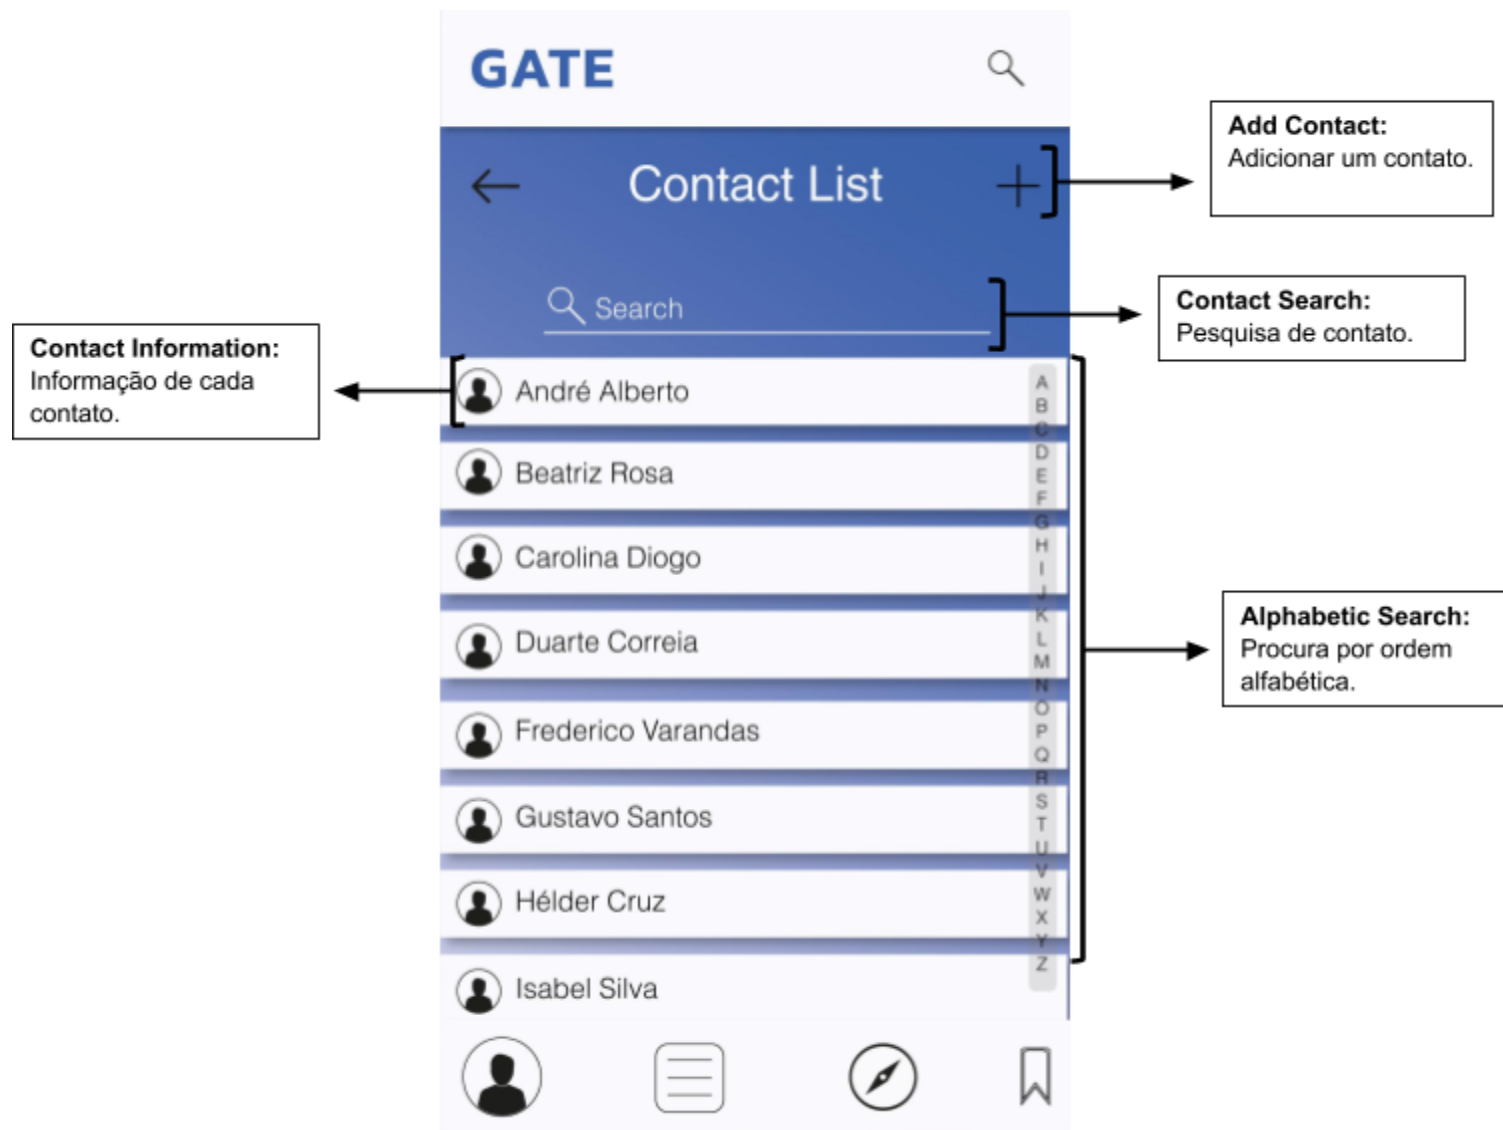 GATE
Add Contact:
Adicionar um contato.
Contact List
Contact Search:
Pesquisa de contato.
Search
Contact Information:
Informação de cada
contato.
André Alberto
Beatriz Rosa
Carolina Diogo
Duarte Correia
Frederico Varandas
Gustavo Santos
Hélder Cruz
Isabel Silva
A
B
C
D
E
F
G
H
I
J
K
L
M
N
O
P
Q
R
S
T
U
V
W
X
Y
Z
Alphabetic Search:
Procura por ordem
alfabética.